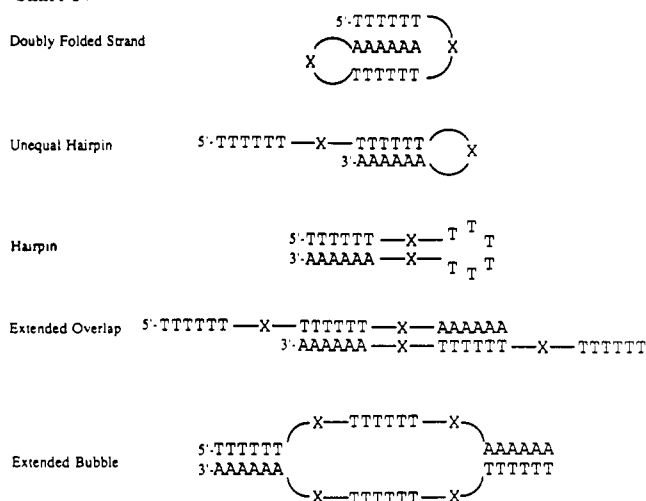 5'-TTTTTT
Doubly Folded Strand
AAAAAA
X
X
TTTTTT
Unequal Hairpin
5'-TTTTTT—X—TTTTTT
X
3'-AAAAAA
Hairpin
5'-TTTTTT—X— T T T
3'-AAAAAA—X— T T T
Extended Overlap
5'-TTTTTT—X—TTTTTT—X—AAAAAA
3'-AAAAAA—X—TTTTTT—X—TTTTTT
Extended Bubble
X—TTTTTT—X
5'-TTTTTT AAAAAA
3'-AAAAAA TTTTTT
X—TTTTTT—X